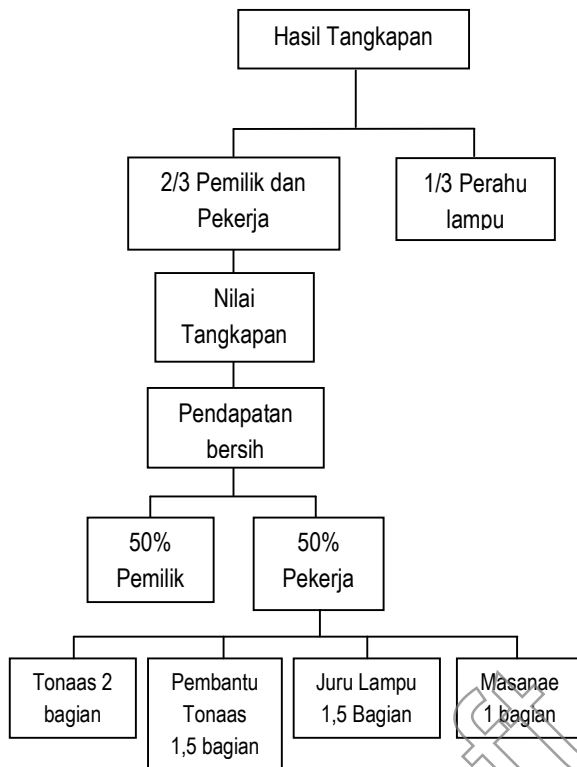 Hasil Tangkapan
2/3 Pemilik dan
Pekerja
1/3 Perahu
lampu
Nilai
Tangkapan
Pendapatan
bersih
50%
Pemilik
50%
Pekerja
Tonaas 2
bagian
Pembantu
Tonaas
1,5 bagian
Juru Lampu
1,5 Bagian
Masanae
1 bagian